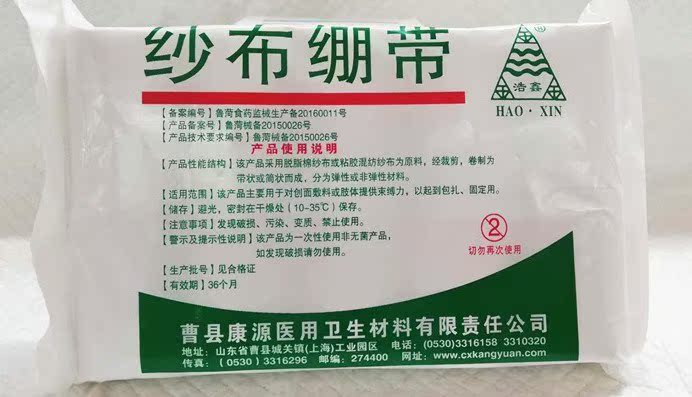 纱布绷带
浩鑫
HAO·XIN
【备案编号】鲁菏食药监械生产备20160011号
【产品备案号】鲁菏械备20150026号
【产品技术要求编号】鲁菏械备20150026号
产品使用说明
【产品性能结构】该产品采用脱脂棉纱布或粘胶混纺纱布为原料，经裁剪，卷制为
带状或筒状而成，分为弹性或非弹性材料。
【适用范围】该产品主要用于对创面敷料或肢体提供束缚力，以起到包扎、固定用。
【储存】避光，密封在干燥处（10-35℃）保存。
【注意事项】发现破损、污染、变质、禁止使用。
【警示及提示性说明】该产品为一次性使用非无菌产品，
如发现破损请勿使用。
2
切勿再次使用
【生产批号】见合格证
【有效期】36个月
曹县康源医用卫生材料有限责任公司
地址：山东省曹县城关镇(上海)工业园区 电话：(0530)3316158 3310320
传真：(0530)3316296 邮编：274400 网址：www.cxkangyuan.com